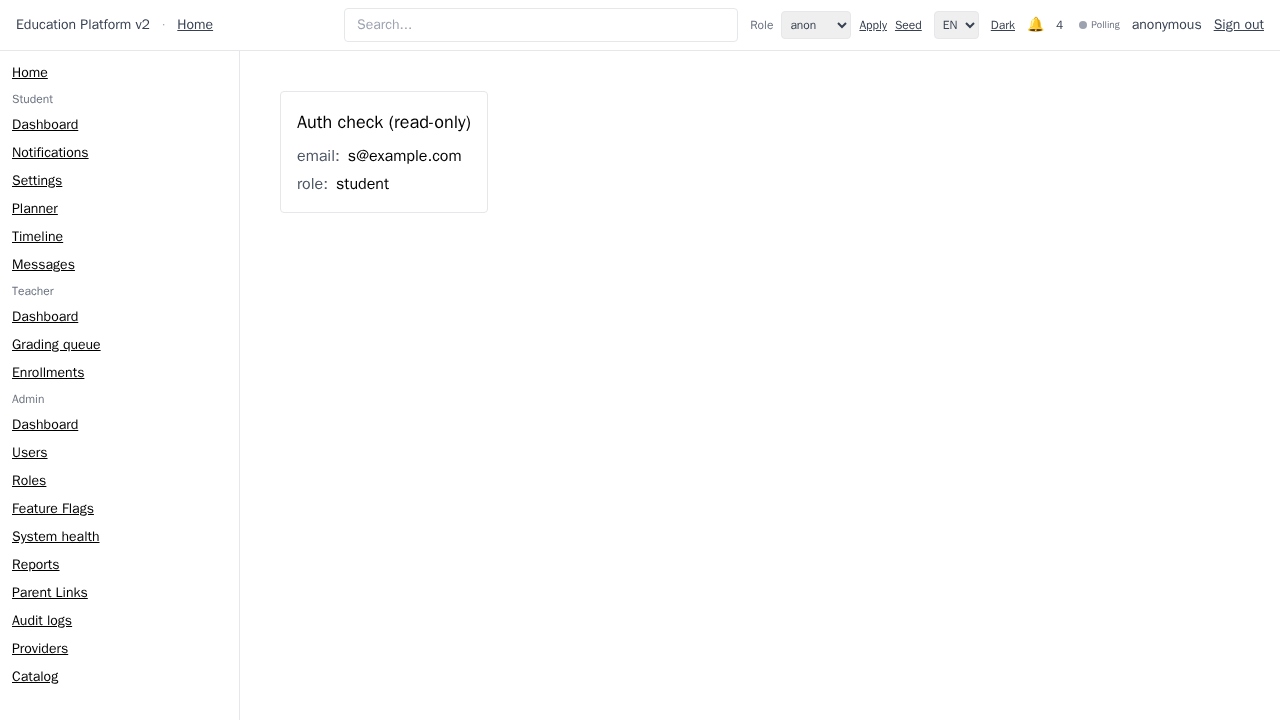 Education Platform v2 · Home Search... Role anon Apply Seed EN Dark 🔔 4 Polling anonymous Sign out
Home
Student
Dashboard
Notifications
Settings
Planner
Timeline
Messages
Teacher
Dashboard
Grading queue
Enrollments
Admin
Dashboard
Users
Roles
Feature Flags
System health
Reports
Parent Links
Audit logs
Providers
Catalog
Auth check (read-only)
email: s@example.com
role: student